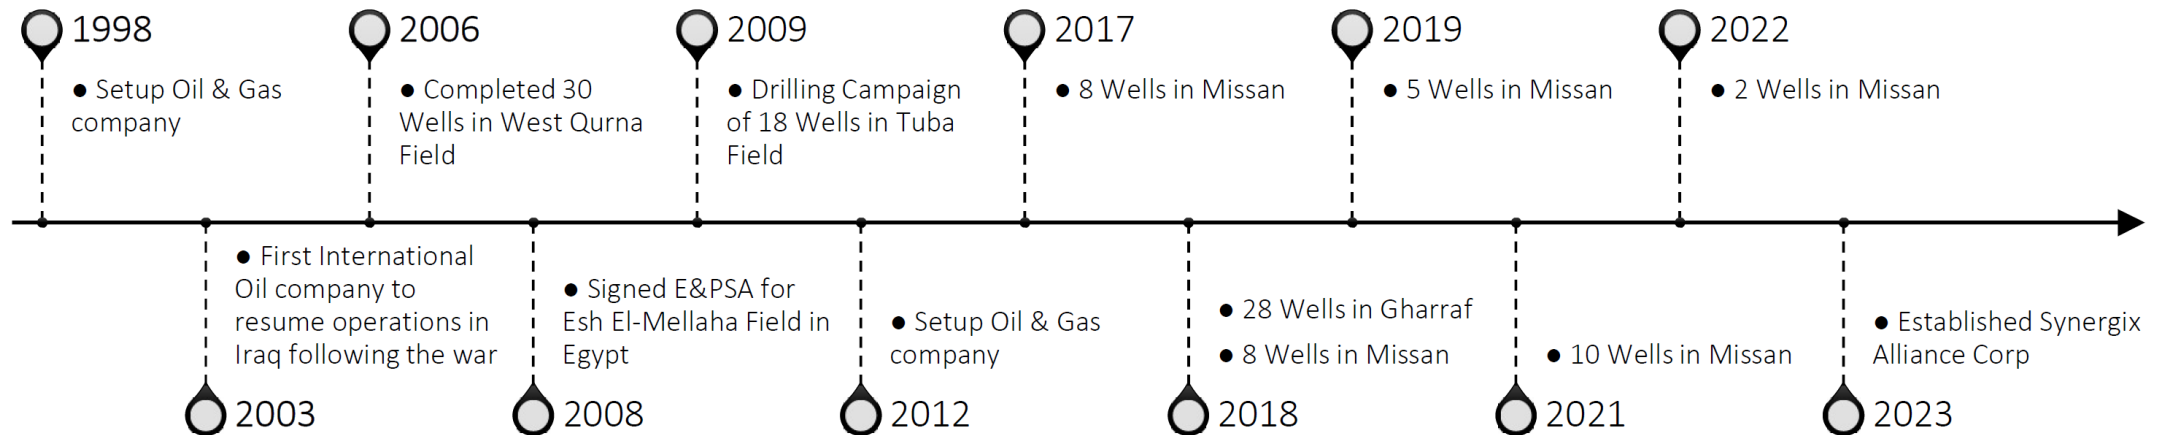 1998
● Setup Oil & Gas
company
2006
● Completed 30
Wells in West Qurna
Field
2009
● Drilling Campaign
of 18 Wells in Tuba
Field
2017
● 8 Wells in Missan
2019
● 5 Wells in Missan
2022
● 2 Wells in Missan
● First International
Oil company to
resume operations in
Iraq following the war
2003
● Signed E&PSA for
Esh El-Mellaha Field in
Egypt
2008
● Setup Oil & Gas
company
2012
● 28 Wells in Gharraf
● 8 Wells in Missan
2018
● 10 Wells in Missan
2021
● Established Synergix
Alliance Corp
2023